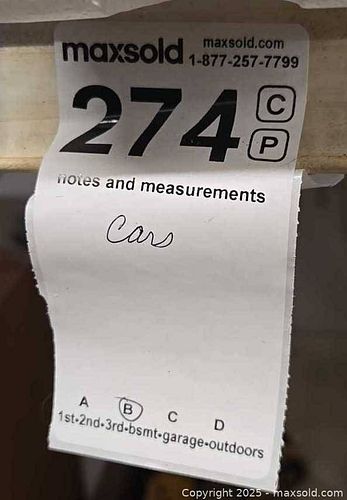 maxsold maxsold.com
1-877-257-7799
274 C
P
notes and measurements
Cars
A B C D
1st-2nd-3rd-bsmt-garage-outdoors
Copyright © 2025 - maxsold.com